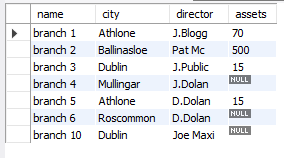 name city director assets
branch 1 Athlone J.Blogg 70
branch 2 Ballinasloe Pat Mc 500
branch 3 Dublin J.Public 15
branch 4 Mullingar J.Dolan NULL
branch 5 Athlone D.Dolan 15
branch 6 Roscommon D.Dolan NULL
branch 10 Dublin Joe Maxi NULL